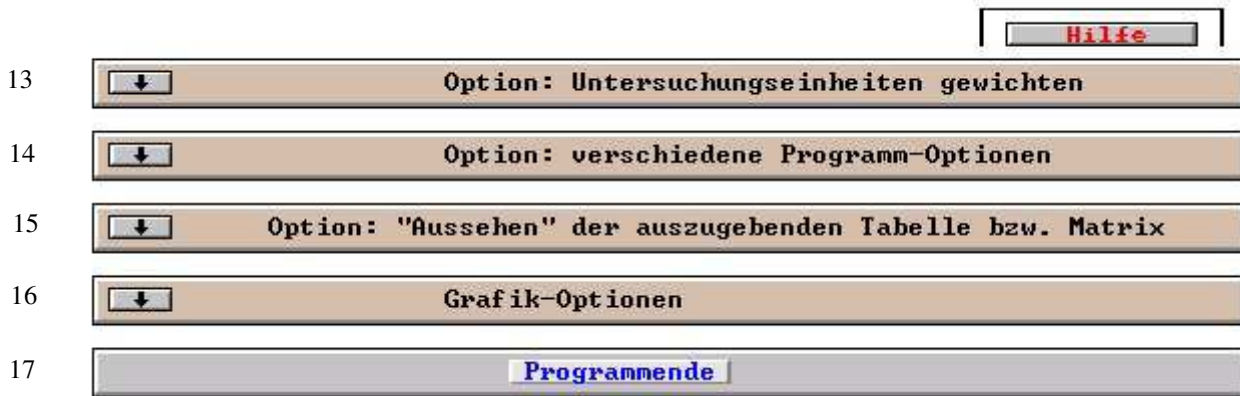 Hilfe
13 Option: Untersuchungseinheiten gewichten
14 Option: verschiedene Programm-Optionen
15 Option: "Aussehen" der auszugebenden Tabelle bzw. Matrix
16 Grafik-Optionen
17 Programmende